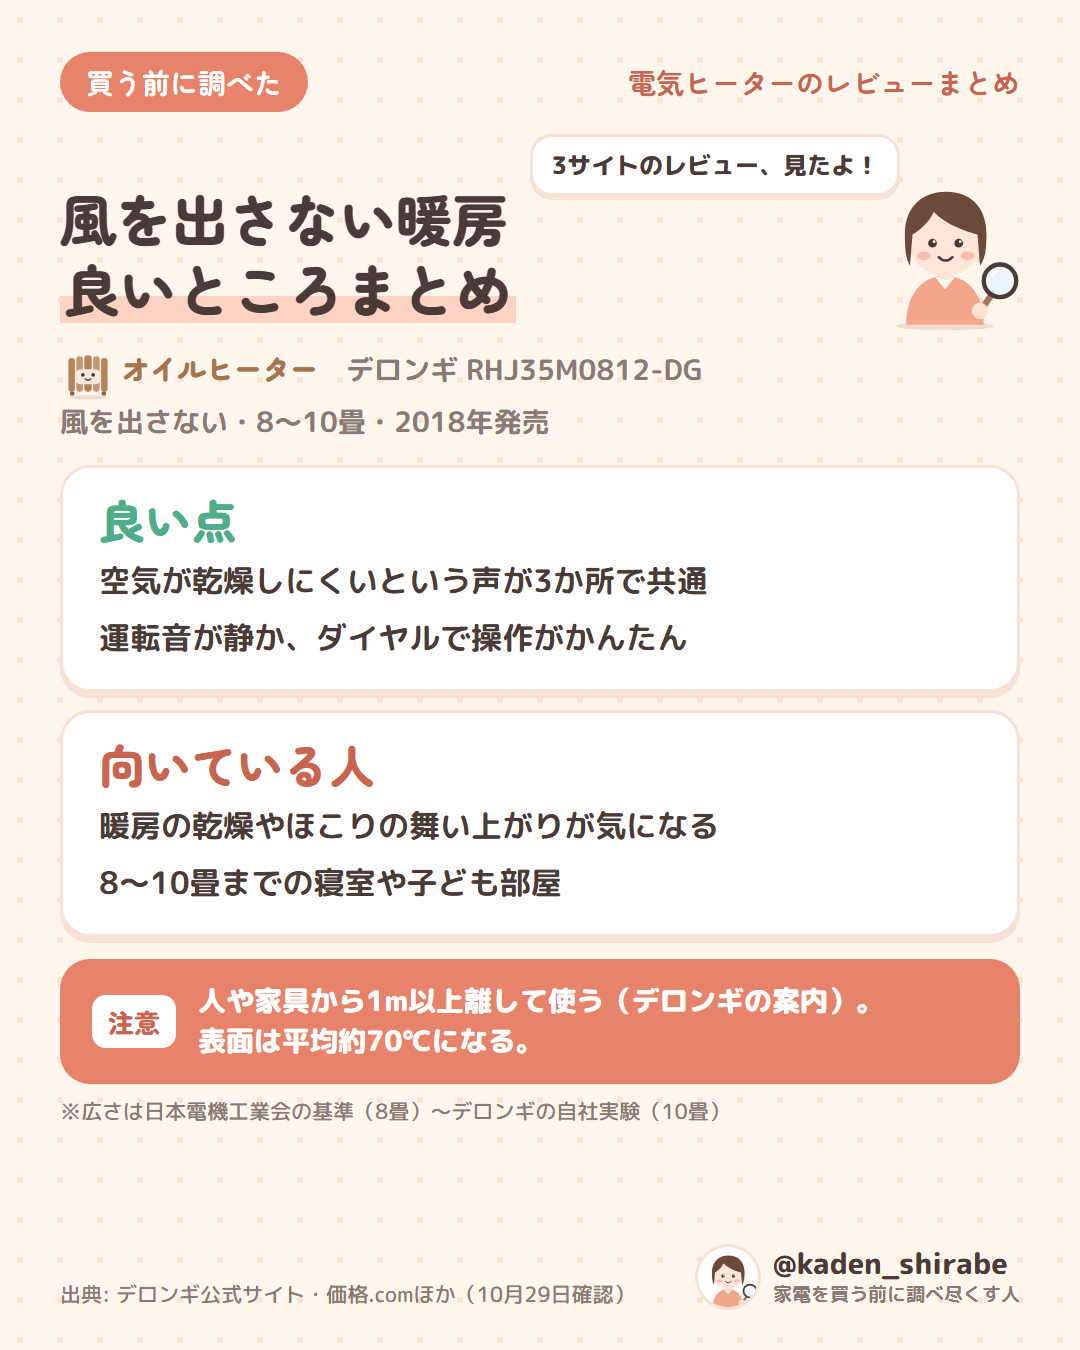 買う前に調べた
電気ヒーターのレビューまとめ
3サイトのレビュー、見たよ！
風を出さない暖房
良いところまとめ
オイルヒーター デロンギ RHJ35M0812-DG
風を出さない・8〜10畳・2018年発売
良い点
空気が乾燥しにくいという声が3か所で共通
運転音が静か、ダイヤルで操作がかんたん
向いている人
暖房の乾燥やほこりの舞い上がりが気になる
8〜10畳までの寝室や子ども部屋
注意
人や家具から1m以上離して使う（デロンギの案内）。
表面は平均約70℃になる。
※広さは日本電機工業会の基準（8畳）〜デロンギの自社実験（10畳）
出典: デロンギ公式サイト・価格.comほか（10月29日確認）
@kaden_shirabe
家電を買う前に調べ尽くす人